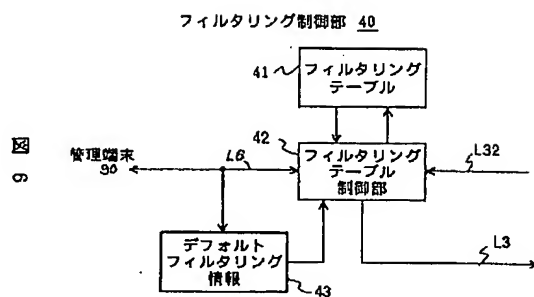 フィルタリング制御部 40
41
フィルタリング
テーブル
42
フィルタリング
テーブル
制御部
L32
L6
管理端末
90
図 6
デフォルト
フィルタリング
情報
43
L3